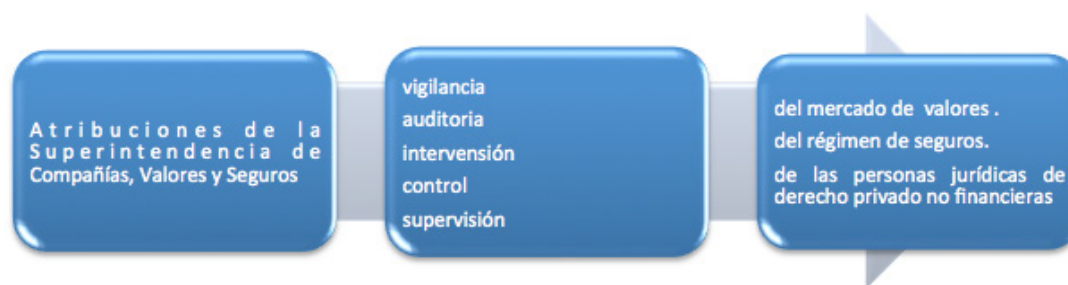 Atribuciones de la
Superintendencia de
Compañías, Valores y Seguros
vigilancia
auditoria
intervensión
control
supervisión
del mercado de valores .
del régimen de seguros.
de las personas jurídicas de
derecho privado no financieras